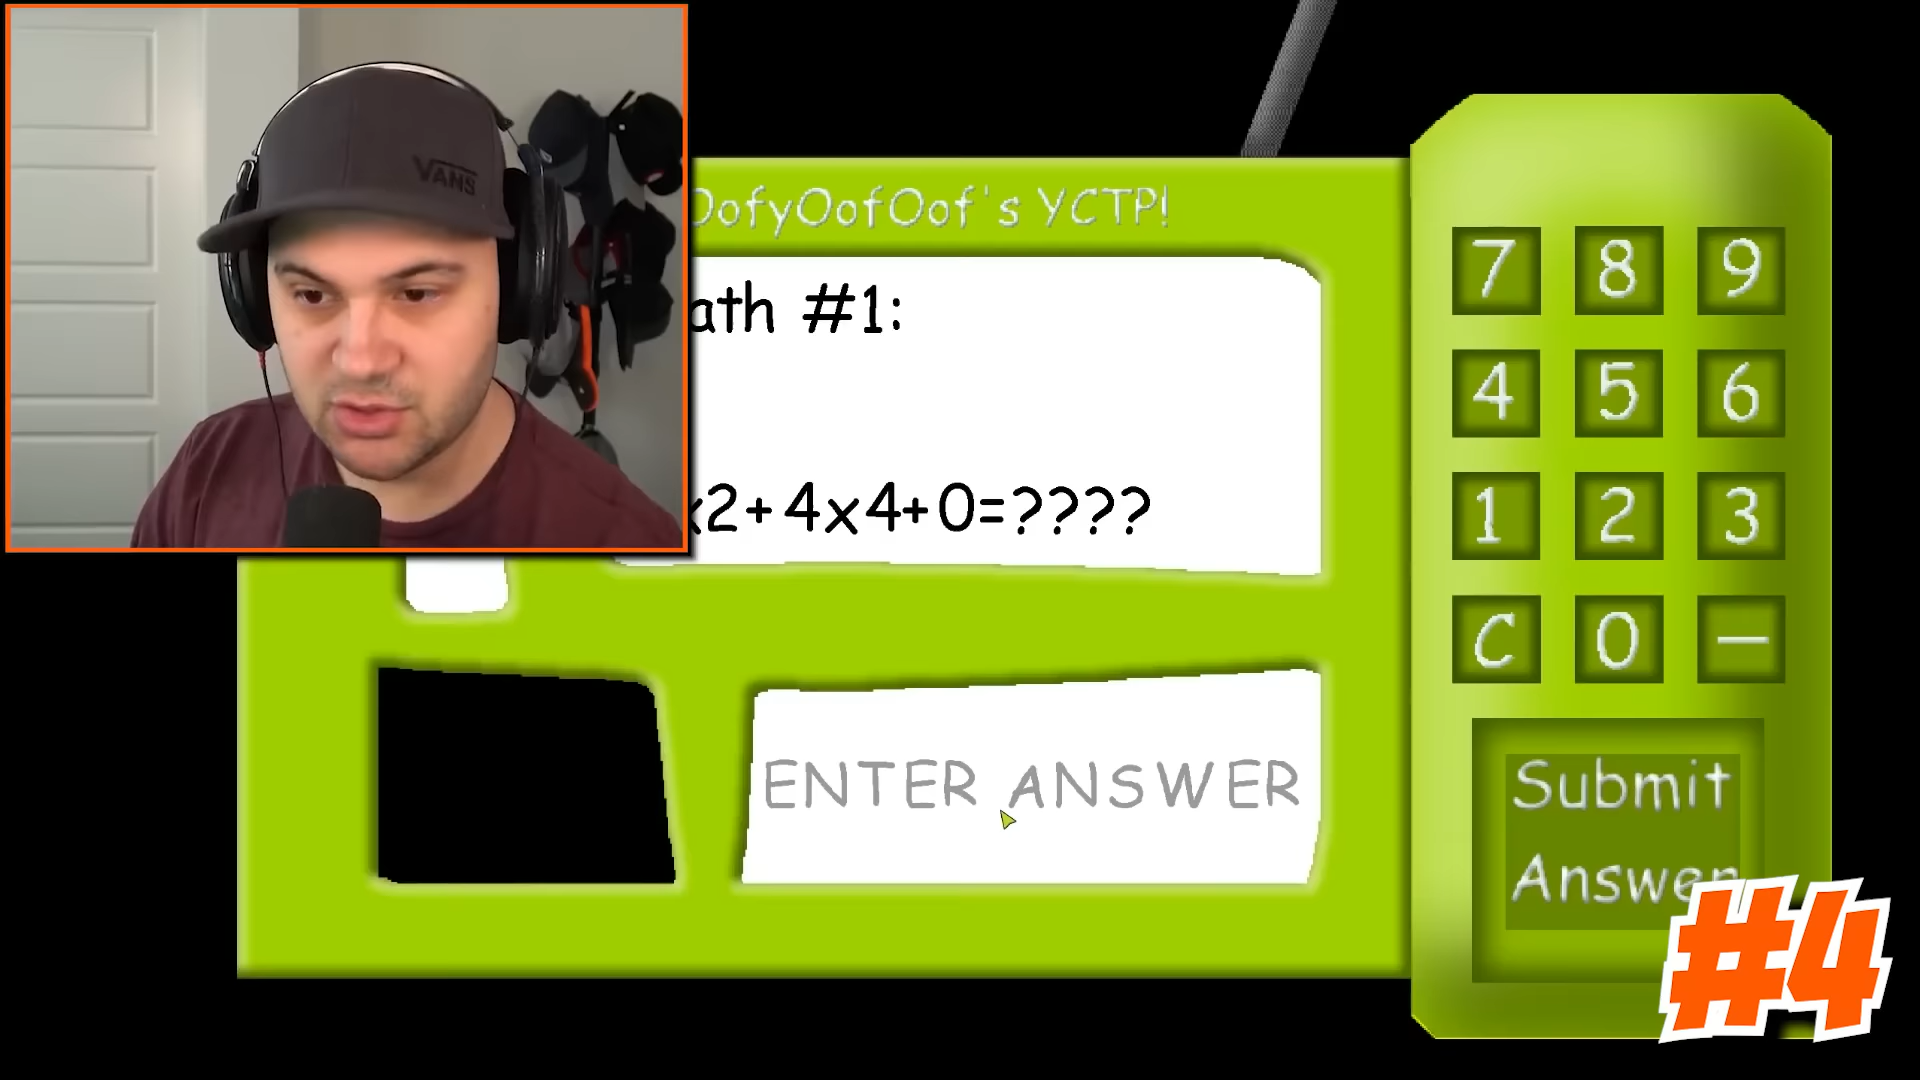 VANS
OofyOofOof's YCTP!
ath #1:
x2+4x4+0=????
ENTER ANSWER
7 8 9
4 5 6
1 2 3
C 0 —
Submit
Answer
#4